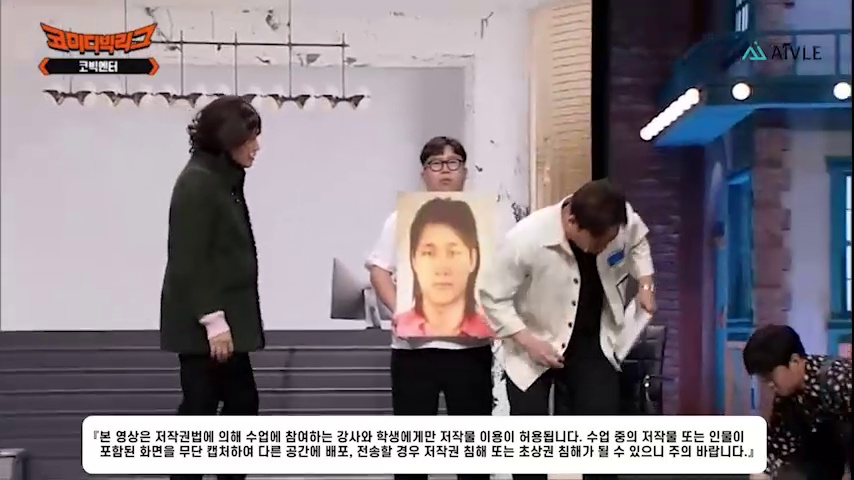 코미디빅리그
코빅엔터
AIVLE
『본 영상은 저작권법에 의해 수업에 참여하는 강사와 학생에게만 저작물 이용이 허용됩니다. 수업 중의 저작물 또는 인물이
포함된 화면을 무단 캡처하여 다른 공간에 배포, 전송할 경우 저작권 침해 또는 초상권 침해가 될 수 있으니 주의 바랍니다.』